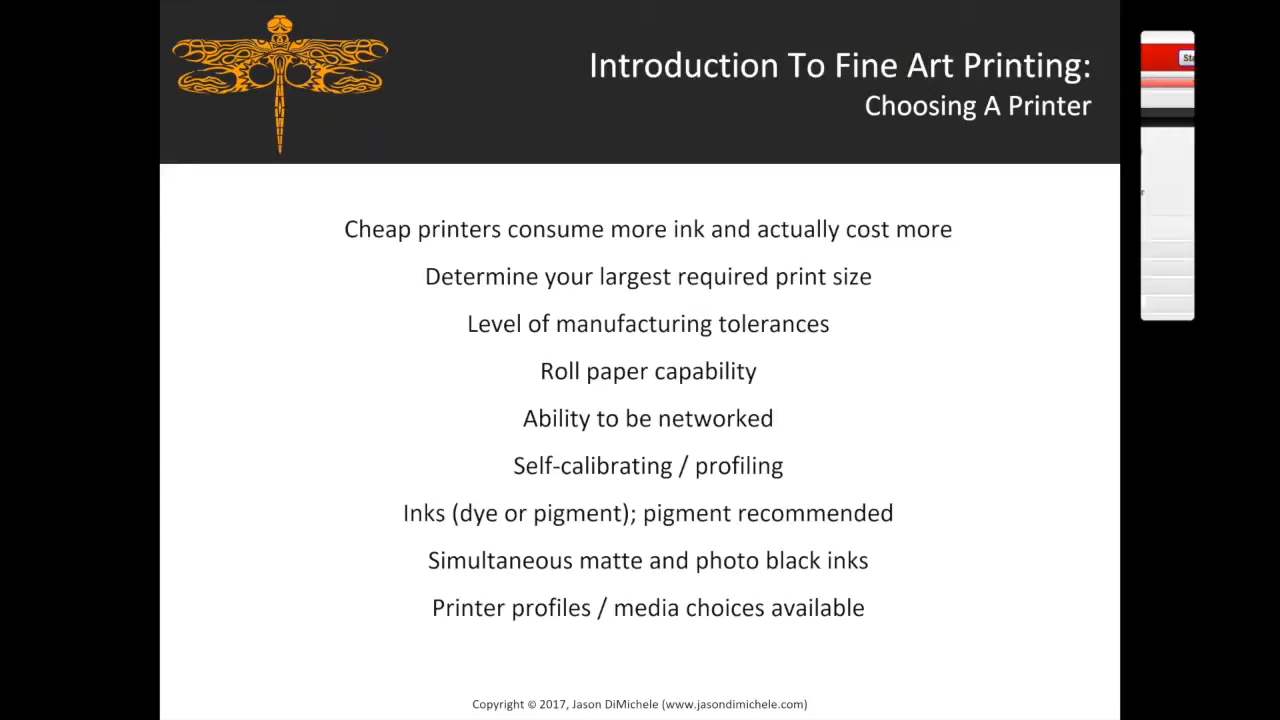 Introduction To Fine Art Printing:
Choosing A Printer
Cheap printers consume more ink and actually cost more
Determine your largest required print size
Level of manufacturing tolerances
Roll paper capability
Ability to be networked
Self-calibrating / profiling
Inks (dye or pigment); pigment recommended
Simultaneous matte and photo black inks
Printer profiles / media choices available
Copyright © 2017, Jason DiMichele (www.jasondimichele.com)